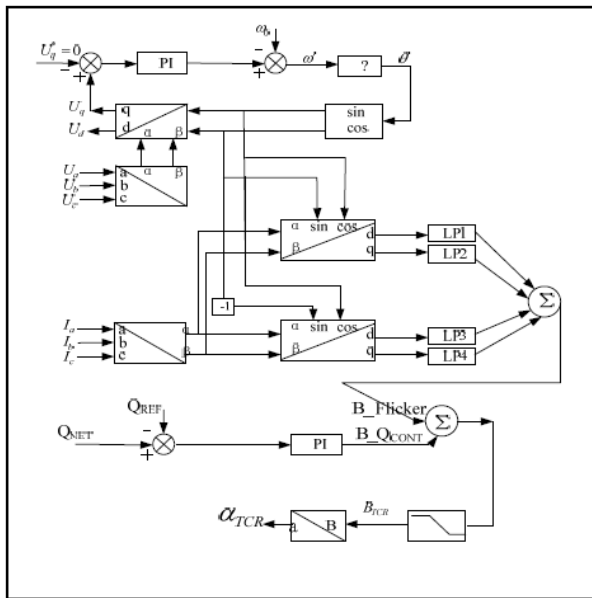 ω₀
U*q = 0
−
+
PI
−
+
ω'
?
θ'
sin
cos
Uq
Ud
q
d
α
β
Ua
Ub
Uc
a
b
c
α
β
α
β
sin
cos
d
q
LP1
LP2
Σ
-1
Ia
Ib
Ic
a
b
c
α
β
α
β
sin
cos
d
q
LP3
LP4
B_Flicker
Σ
QREF
QNET
−
+
PI
B_QCONT
αTCR
a
B
BTCR